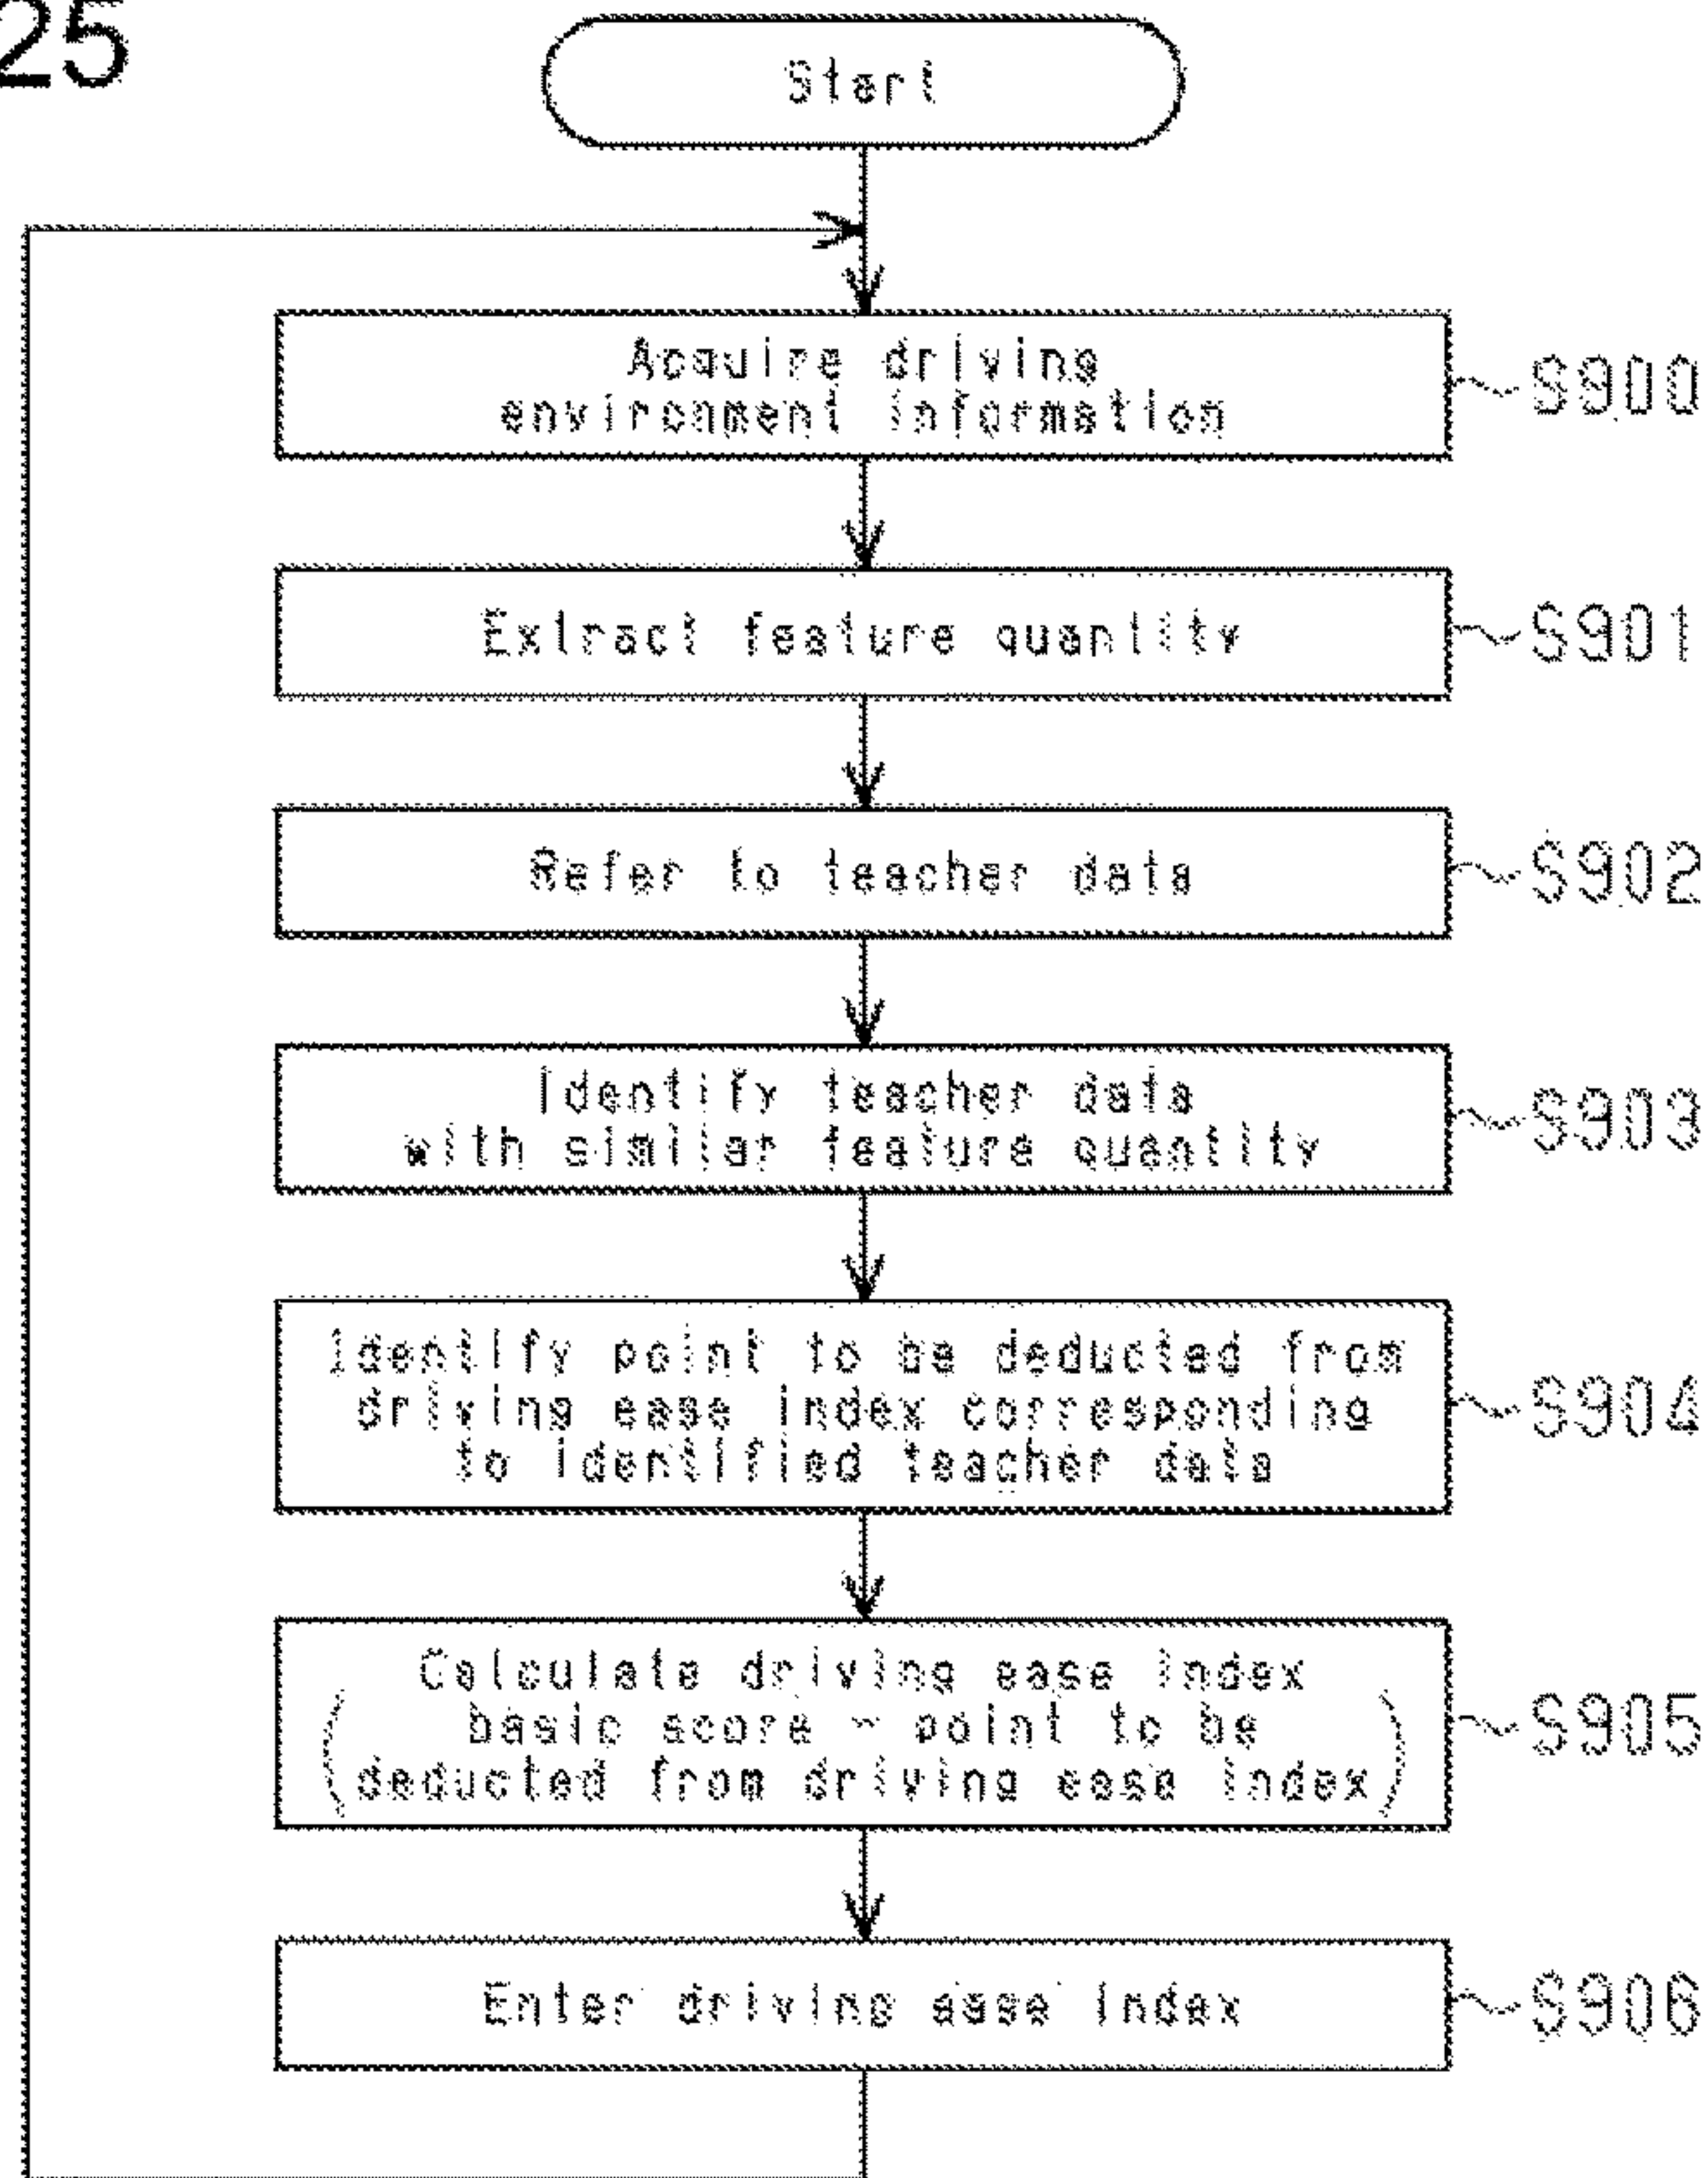 25
Start
Acquire driving
environment information
S900
Extract feature quantity
S901
Refer to teacher data
S902
Identify teacher data
with similar feature quantity
S903
Identify point to be deducted from
driving ease index corresponding
to identified teacher data
S904
Calculate driving ease index
( basic score - point to be
deducted from driving ease index )
S905
Enter driving ease index
S906